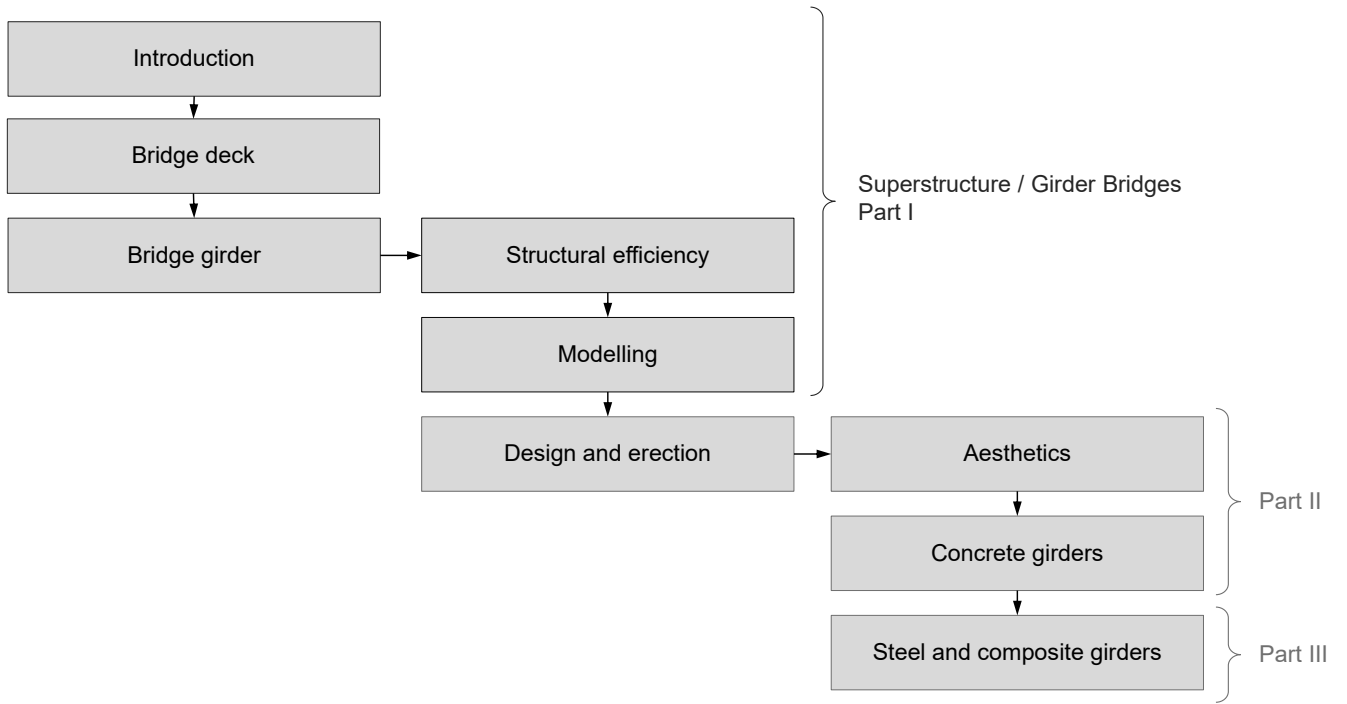 Introduction
Bridge deck
Bridge girder
Structural efficiency
Modelling
Superstructure / Girder Bridges
Part I
Design and erection
Aesthetics
Concrete girders
Part II
Steel and composite girders
Part III